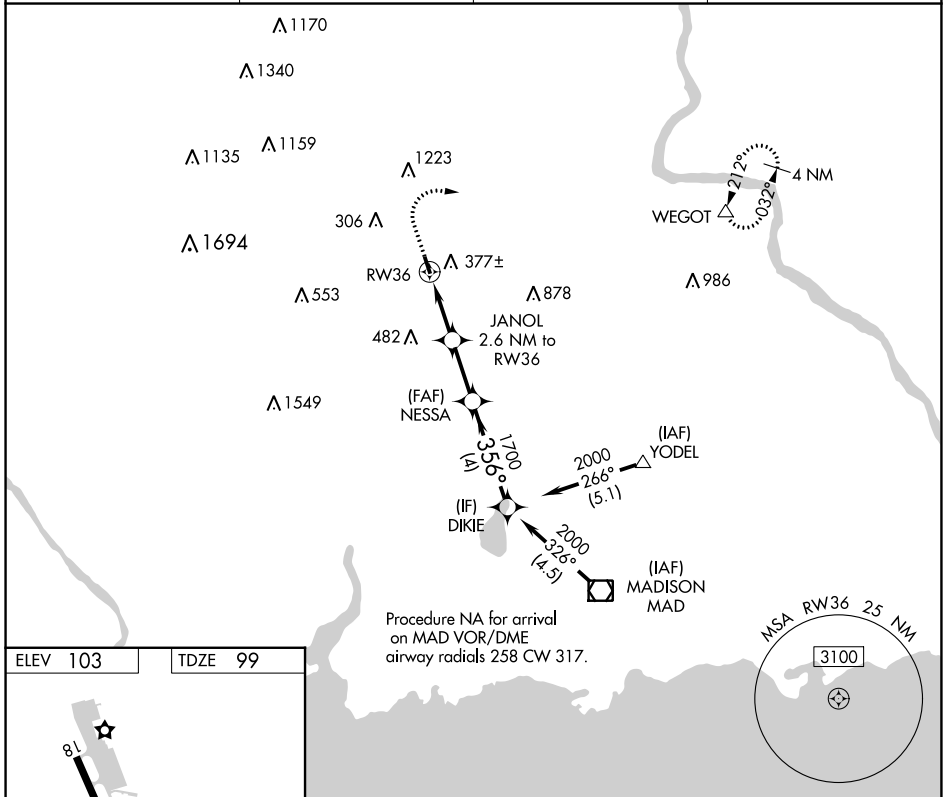 1170
1340
1135
1159
1223
212°
4 NM
032°
WEGOT
306
1694
RW36
377±
986
553
878
JANOL
2.6 NM to
RW36
482
(FAF)
NESSA
1549
1700
356°
(4)
(IAF)
YODEL
2000
266°
(5.1)
(IF)
DIKIE
2000
326°
(4.5)
(IAF)
MADISON
MAD
Procedure NA for arrival
on MAD VOR/DME
airway radials 258 CW 317.
MSA RW36 25 NM
3100
ELEV 103
TDZE 99
18